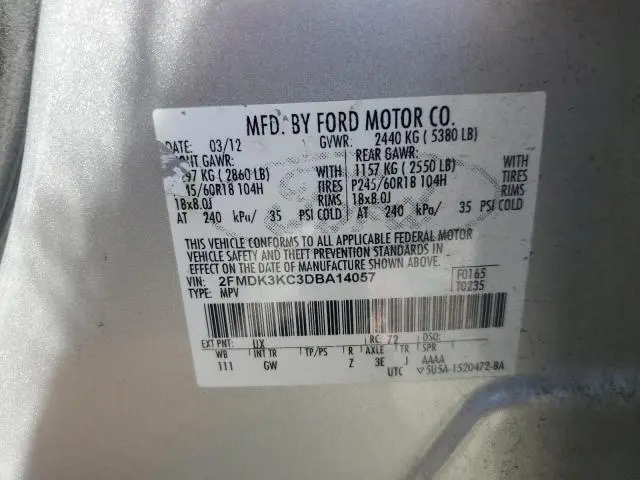 MFD. BY FORD MOTOR CO.
DATE: 03/12 GVWR: 2440 KG ( 5380 LB)
GAWR: REAR GAWR:
KG ( 2860 LB) WITH 1157 KG ( 2550 LB) WITH
/60R18 104H TIRES P245/60R18 104H TIRES
18x8.0J RIMS 18x8.0J RIMS
AT 240 kPa/ 35 PSI COLD AT 240 kPa/ 35 PSI COLD
THIS VEHICLE CONFORMS TO ALL APPLICABLE FEDERAL MOTOR
VEHICLE SAFETY AND THEFT PREVENTION STANDARDS IN
EFFECT ON THE DATE OF MANUFACTURE SHOWN ABOVE.
VIN: 2FMDK3KC3DBA14057 F0165
TYPE: MPV T0235
EXT PNT: UX RC: 72 DSO:
WB INT TR TP/PS R AXLE TR SPR
111 GW Z 3E J AAAA
UTC 5U5A-1520472-BA